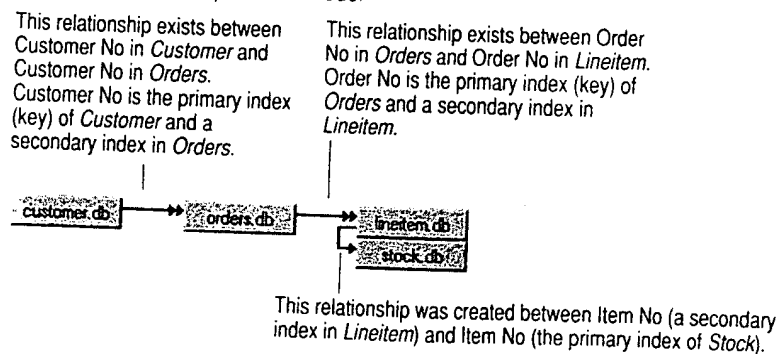 This relationship exists between
Customer No in Customer and
Customer No in Orders.
Customer No is the primary index
(key) of Customer and a
secondary index in Orders.
This relationship exists between Order
No in Orders and Order No in Lineitem.
Order No is the primary index (key) of
Orders and a secondary index in
Lineitem.
customer.db
orders.db
lineitem.db
stock.db
This relationship was created between Item No (a secondary
index in Lineitem) and Item No (the primary index of Stock).